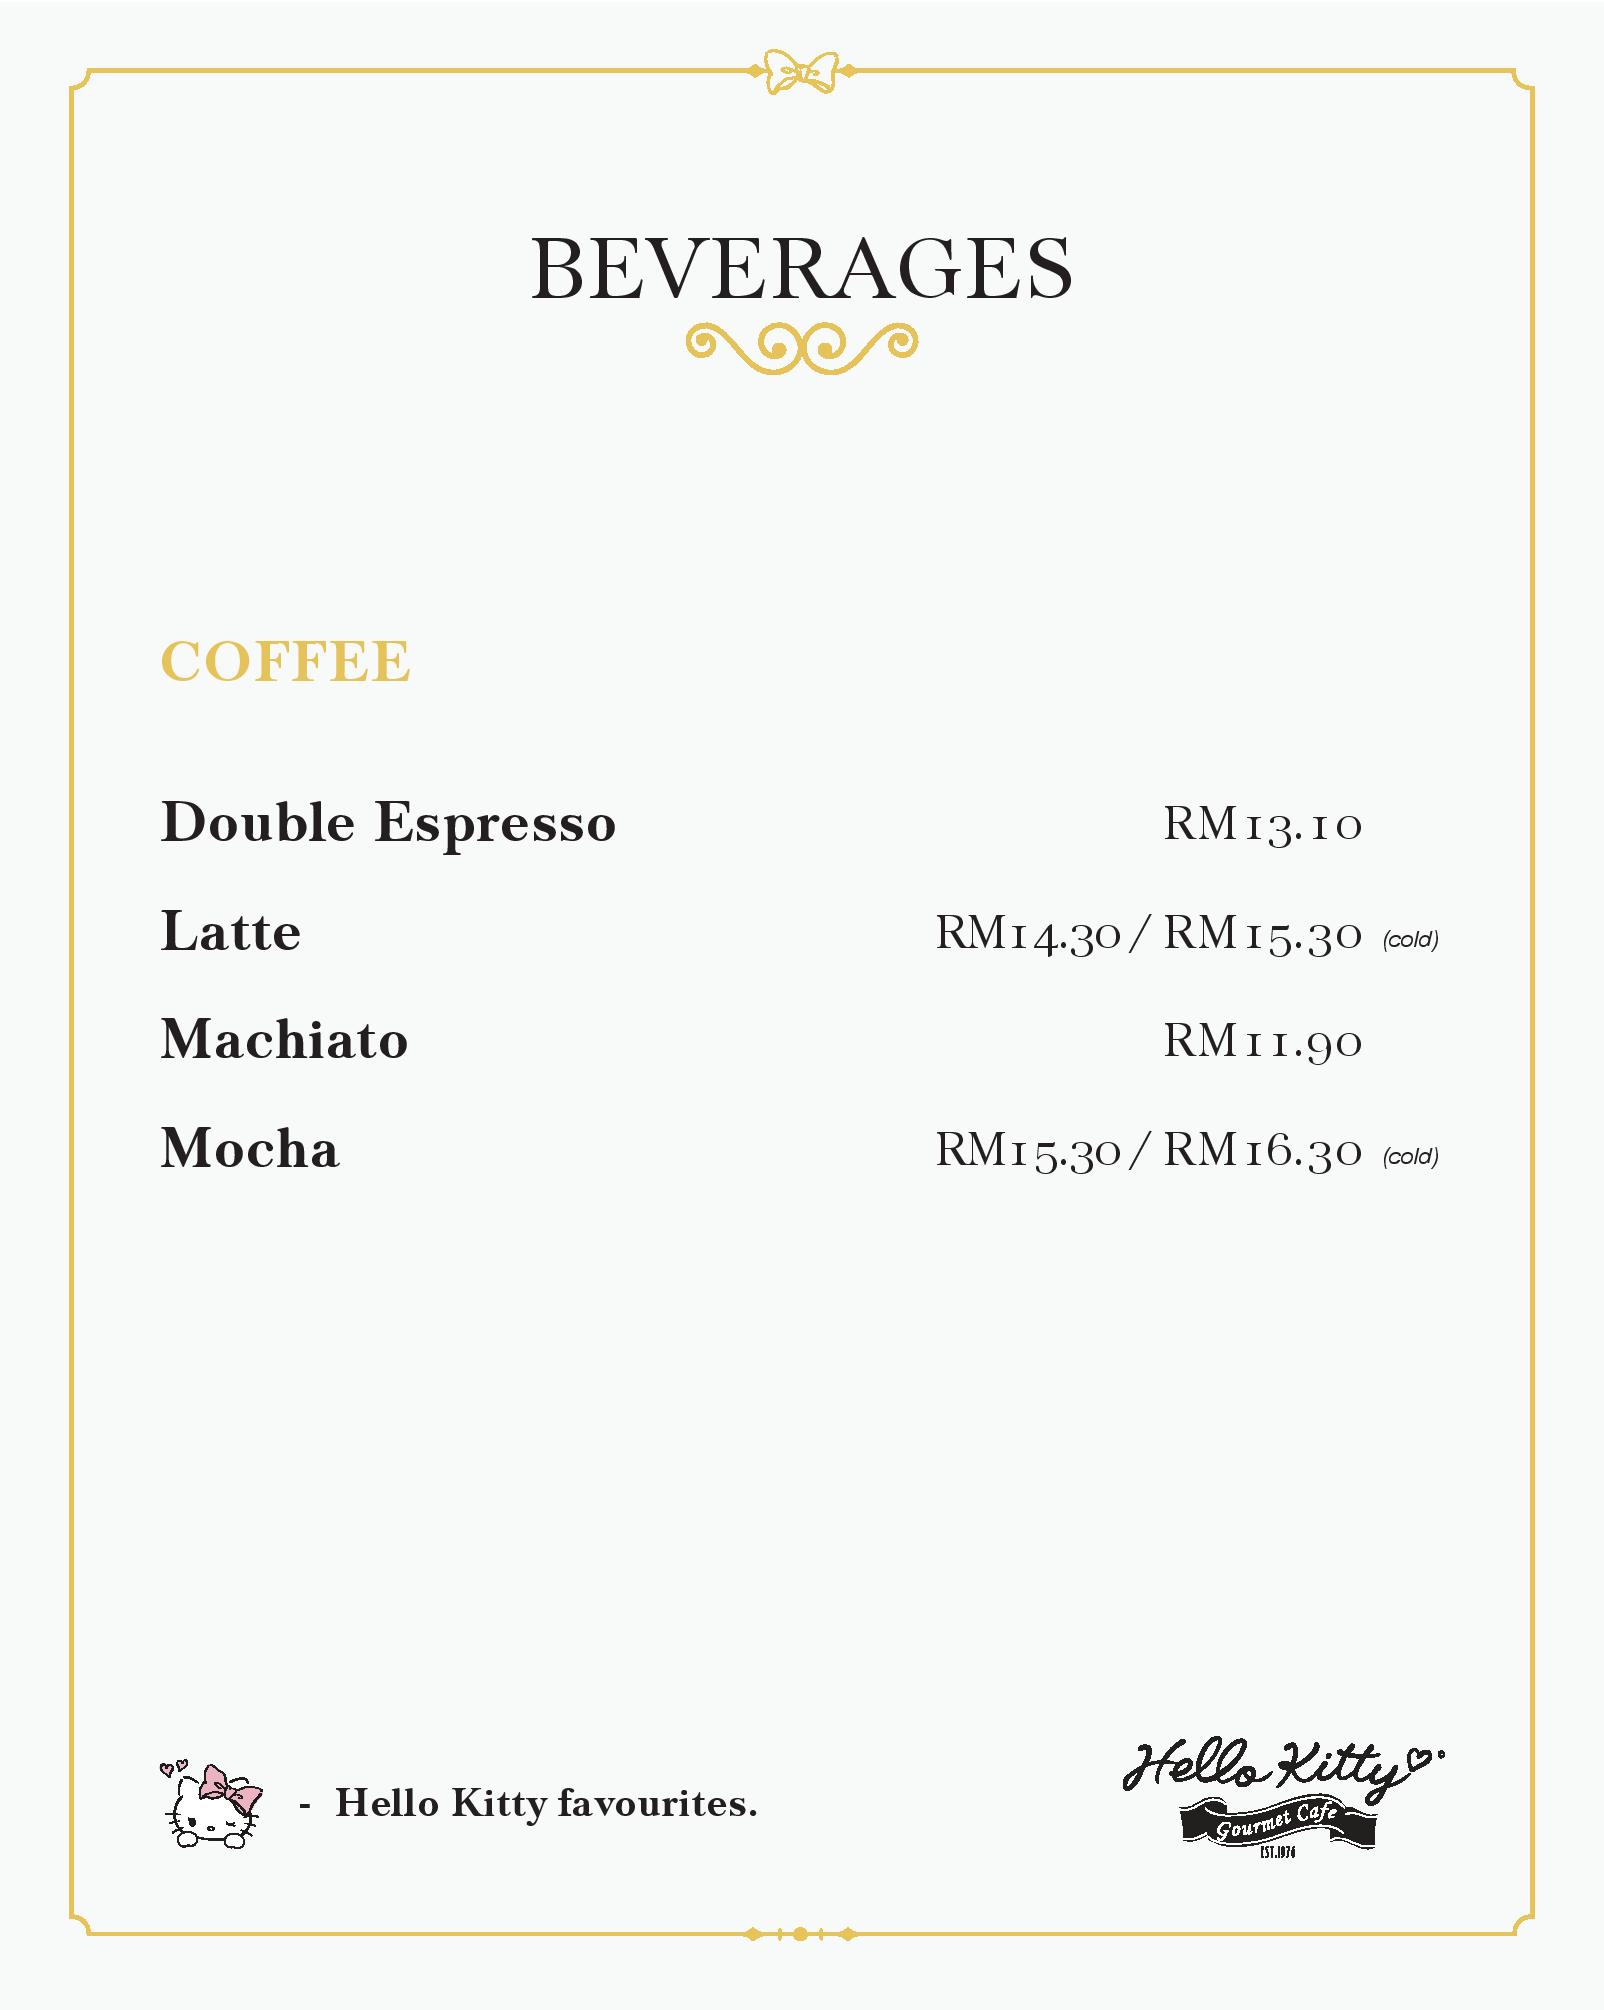 BEVERAGES
COFFEE
Double Espresso RM13.10
Latte RM14.30 / RM15.30 (cold)
Machiato RM11.90
Mocha RM15.30 / RM16.30 (cold)
- Hello Kitty favourites.
Hello Kitty
Gourmet Cafe
EST.1976